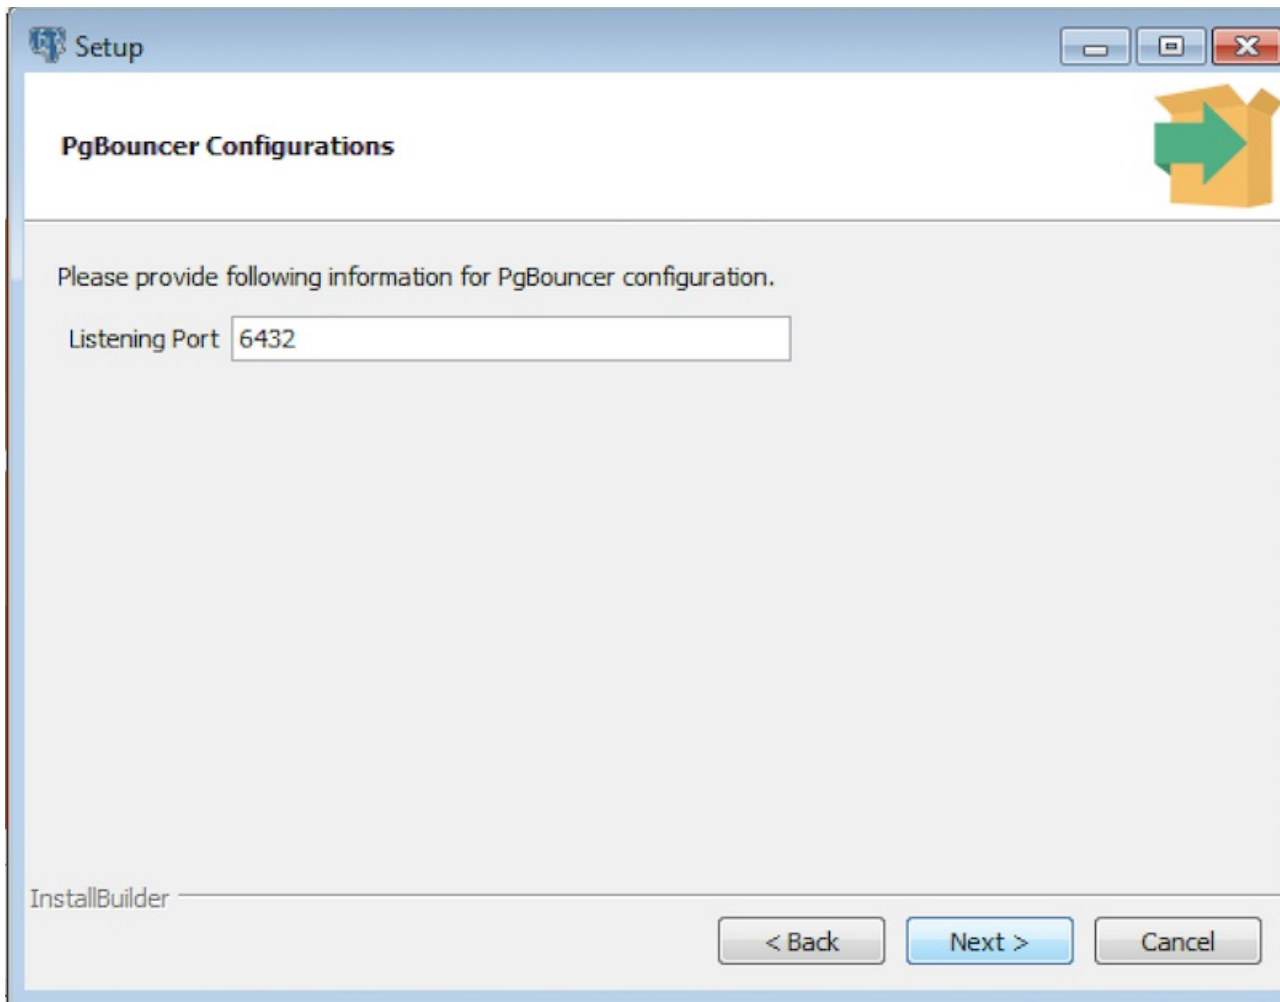 Setup
PgBouncer Configurations
Please provide following information for PgBouncer configuration.
Listening Port 6432
InstallBuilder
< Back Next > Cancel